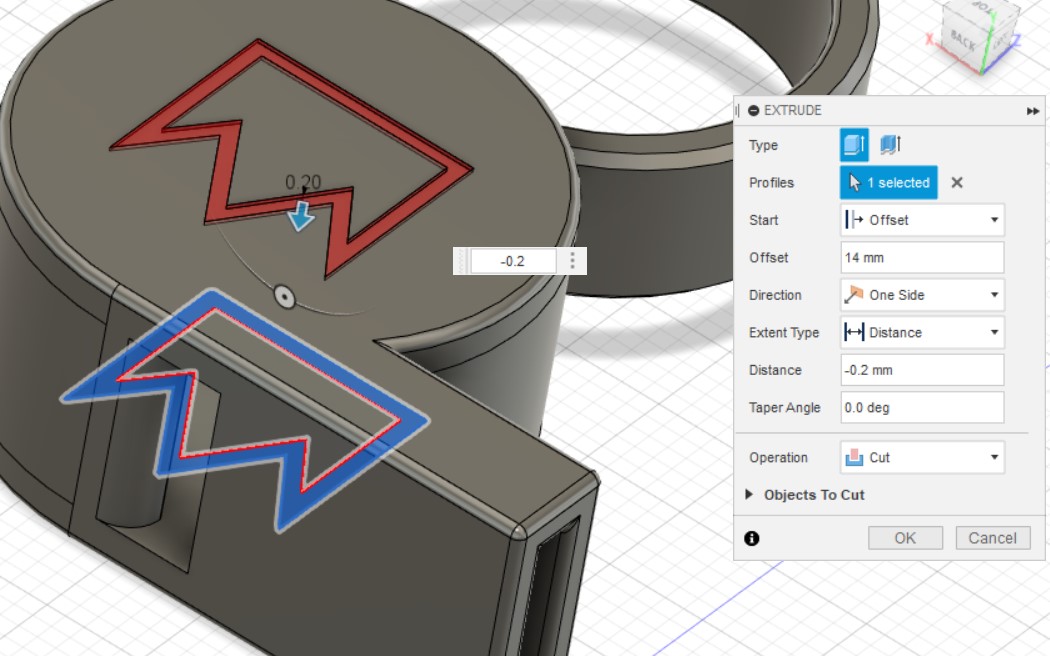 TOP
BACK
X
Z
EXTRUDE
Type
Profiles 1 selected
Start Offset
Offset 14 mm
Direction One Side
Extent Type Distance
Distance -0.2 mm
Taper Angle 0.0 deg
Operation Cut
Objects To Cut
OK Cancel
0.20
-0.2